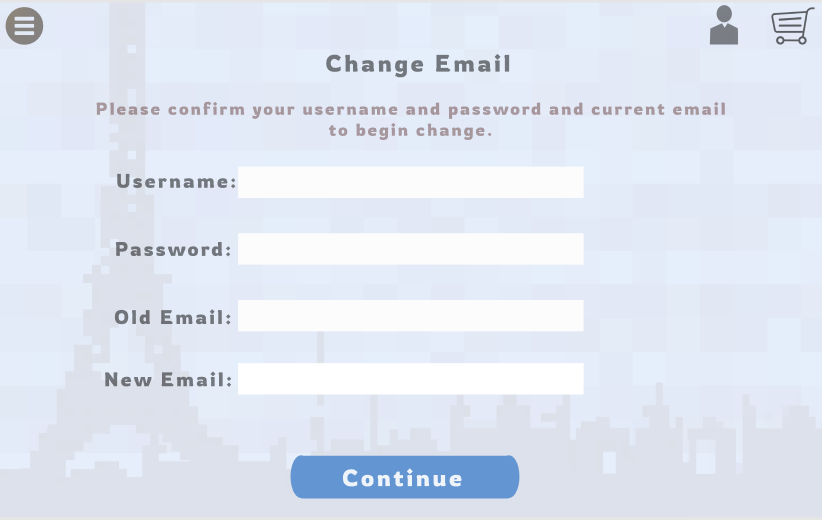 Change Email
Please confirm your username and password and current email
to begin change.
Username:
Password:
Old Email:
New Email:
Continue